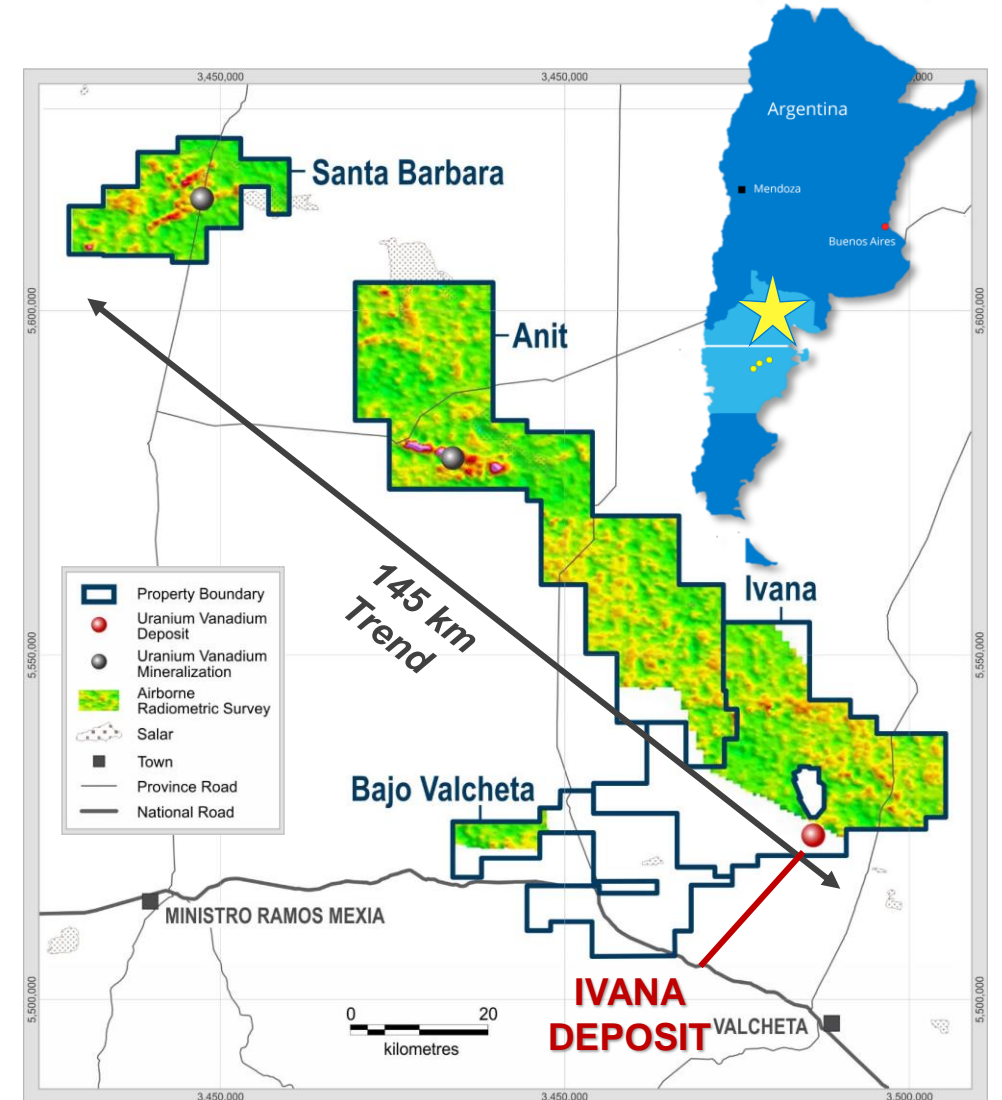 3,450,000
3,450,000
,000
Argentina
Mendoza
Buenos Aires
Santa Barbara
5,600,000
5,600,000
Anit
145 km
Trend
Ivana
Property Boundary
Uranium Vanadium
Deposit
Uranium Vanadium
Mineralization
Airborne
Radiometric Survey
Salar
Town
Province Road
National Road
5,550,000
5,550,000
Bajo Valcheta
MINISTRO RAMOS MEXIA
IVANA
DEPOSIT
VALCHETA
0 20
kilometres
5,500,000
5,500,000
3,450,000
3,450,000
3,500,000